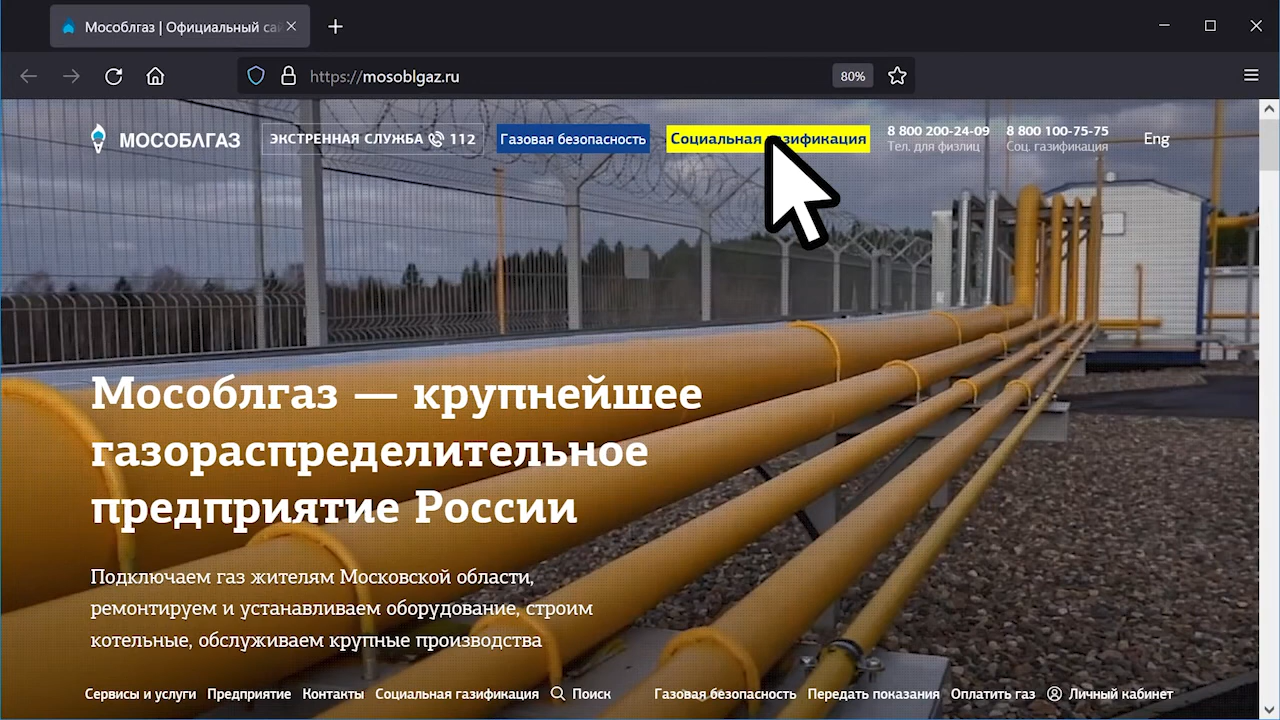 Мособлгаз | Официальный сай
https://mosoblgaz.ru
80%
МОСОБЛГАЗ
ЭКСТРЕННАЯ СЛУЖБА 112
Газовая безопасность
Социальная газификация
8 800 200-24-09
Тел. для физлиц
8 800 100-75-75
Соц. газификация
Eng
Мособлгаз — крупнейшее
газораспределительное
предприятие России
Подключаем газ жителям Московской области,
ремонтируем и устанавливаем оборудование, строим
котельные, обслуживаем крупные производства
Сервисы и услуги Предприятие Контакты Социальная газификация Поиск Газовая безопасность Передать показания Оплатить газ Личный кабинет